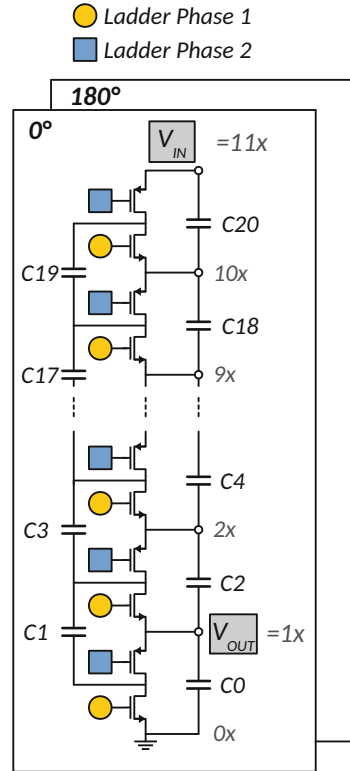 Ladder Phase 1
Ladder Phase 2
180°
0°
V_IN =11x
C20
C19 10x
C18
C17 9x
C4
C3 2x
C2
C1 V_OUT =1x
C0
0x